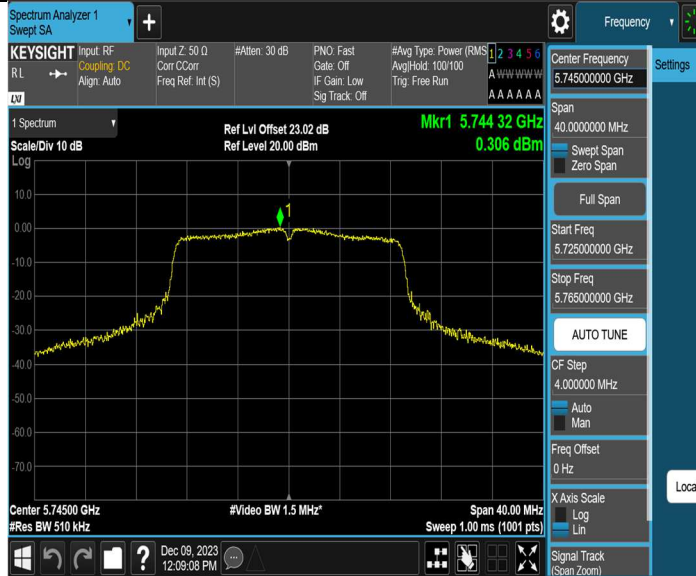 Spectrum Analyzer 1
Swept SA
+
Frequency
KEYSIGHT
RL
LXI
Input: RF
Coupling: DC
Align: Auto
Input Z: 50 Ω
Corr CCorr
Freq Ref: Int (S)
#Atten: 30 dB
PNO: Fast
Gate: Off
IF Gain: Low
Sig Track: Off
#Avg Type: Power (RMS
Avg|Hold: 100/100
Trig: Free Run
1 2 3 4 5 6
A W W W W W
A A A A A A
1 Spectrum
Scale/Div 10 dB
Log
Ref Lvl Offset 23.02 dB
Ref Level 20.00 dBm
Mkr1 5.744 32 GHz
0.306 dBm
1
10.0
0.00
-10.0
-20.0
-30.0
-40.0
-50.0
-60.0
-70.0
Center 5.74500 GHz
#Res BW 510 kHz
#Video BW 1.5 MHz*
Span 40.00 MHz
Sweep 1.00 ms (1001 pts)
Dec 09, 2023
12:09:08 PM
?
Center Frequency
5.745000000 GHz
Span
40.0000000 MHz
Swept Span
Zero Span
Full Span
Start Freq
5.725000000 GHz
Stop Freq
5.765000000 GHz
AUTO TUNE
CF Step
4.000000 MHz
Auto
Man
Freq Offset
0 Hz
X Axis Scale
Log
Lin
Signal Track
(Span Zoom)
Settings
Loca